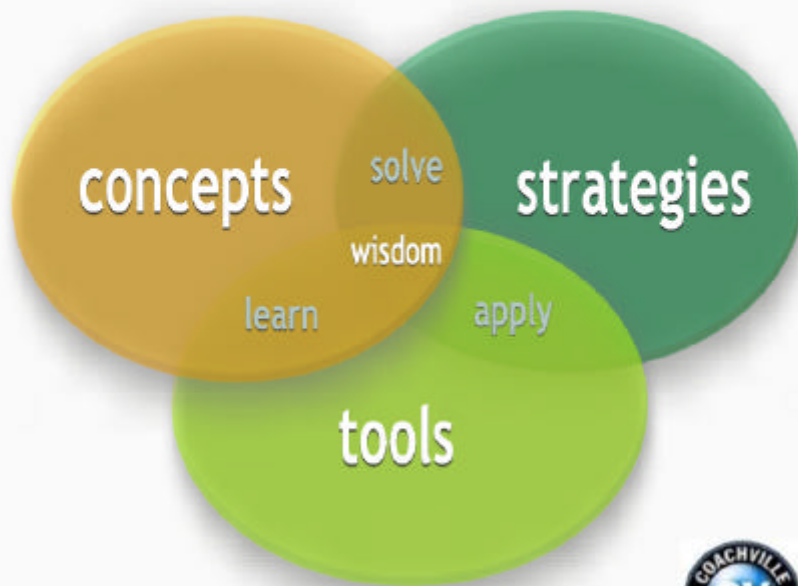 concepts
solve
strategies
wisdom
learn
apply
tools
COACHVILLE